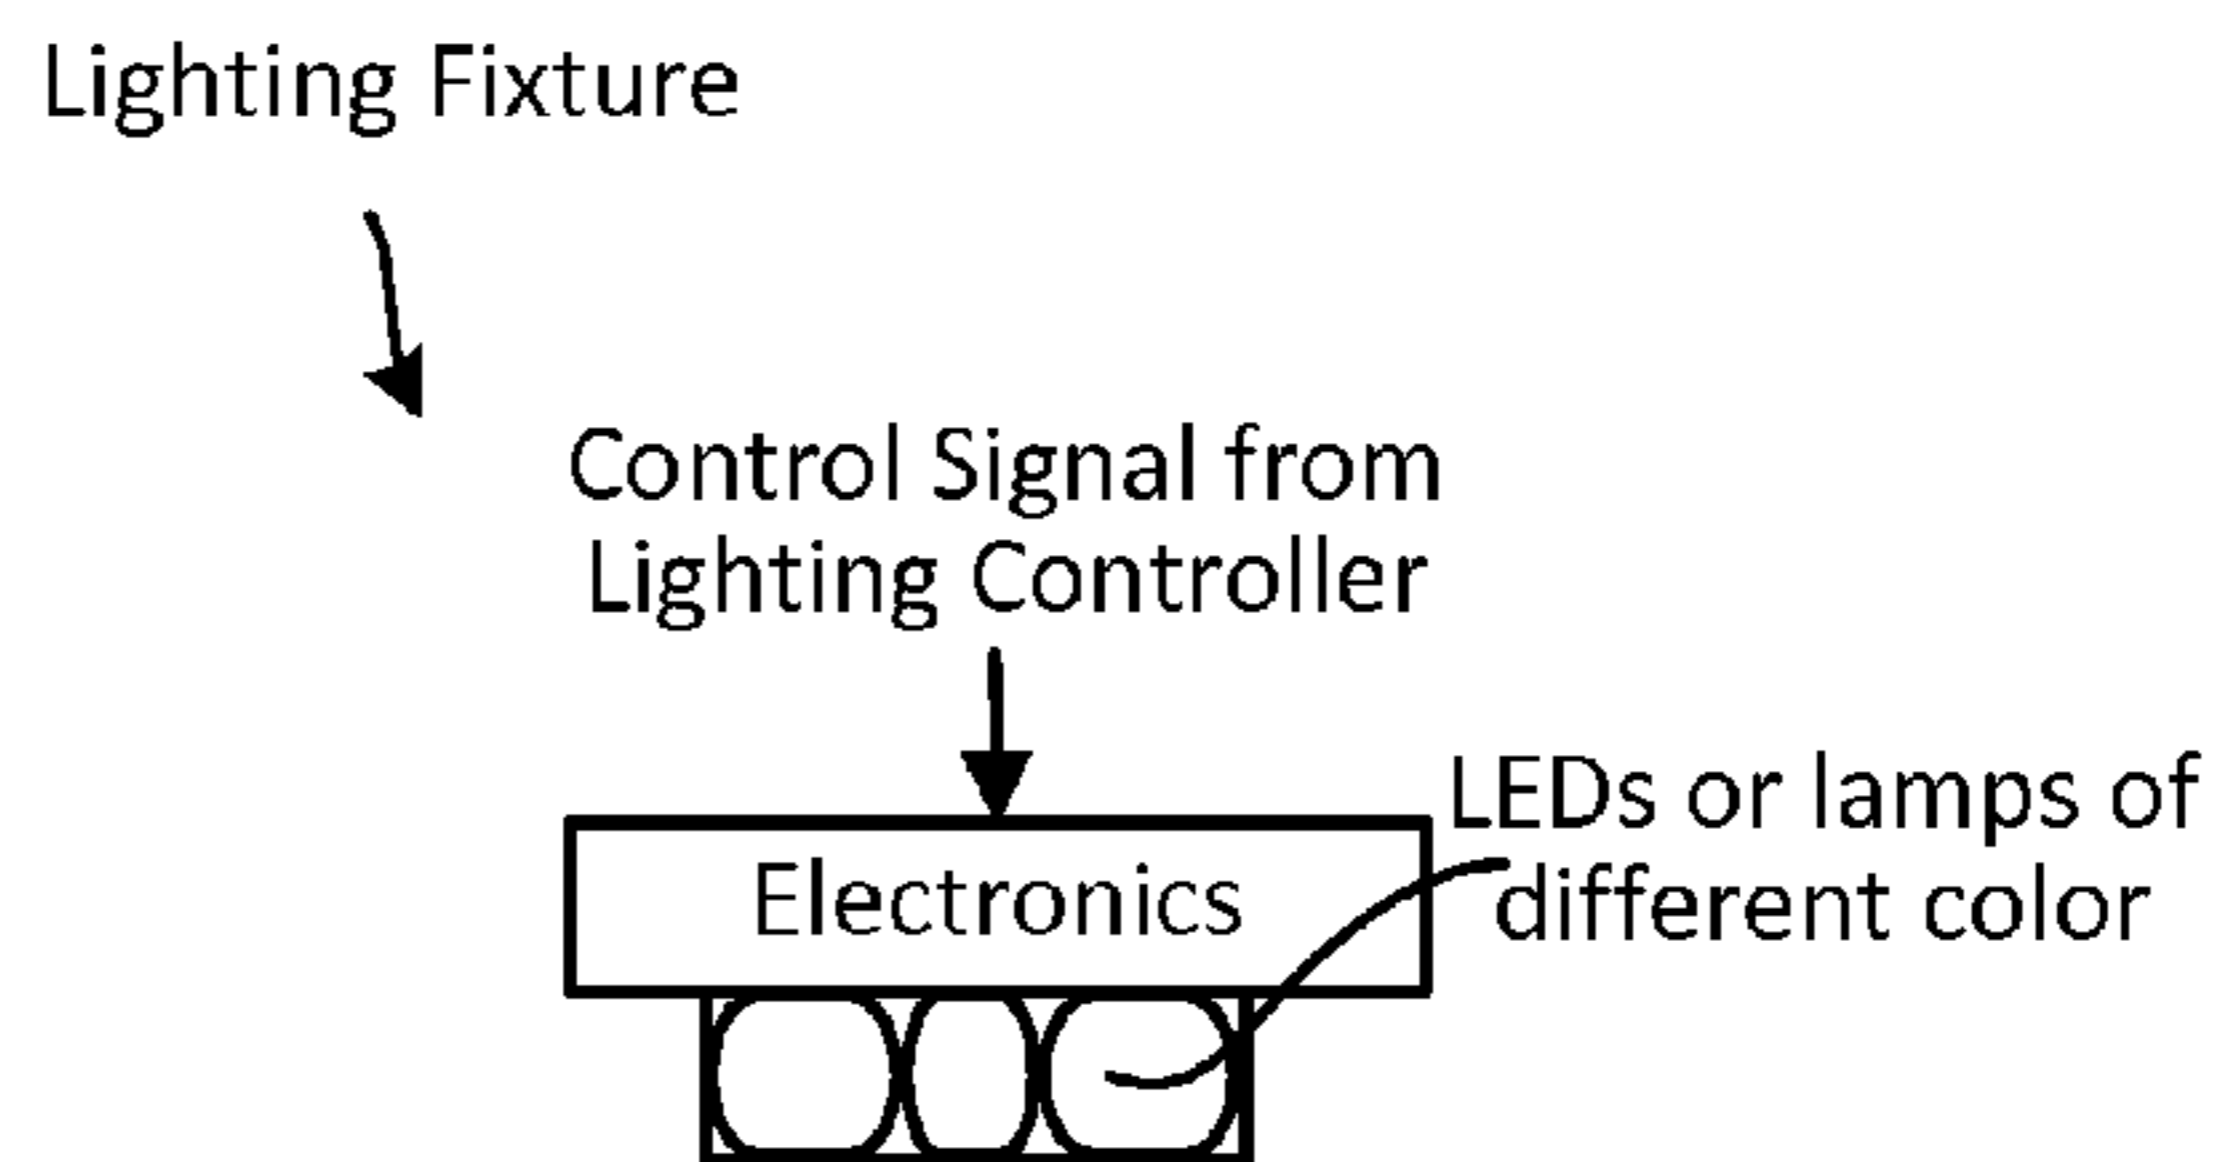 Lighting Fixture
Control Signal from
Lighting Controller
LEDs or lamps of
different color
Electronics